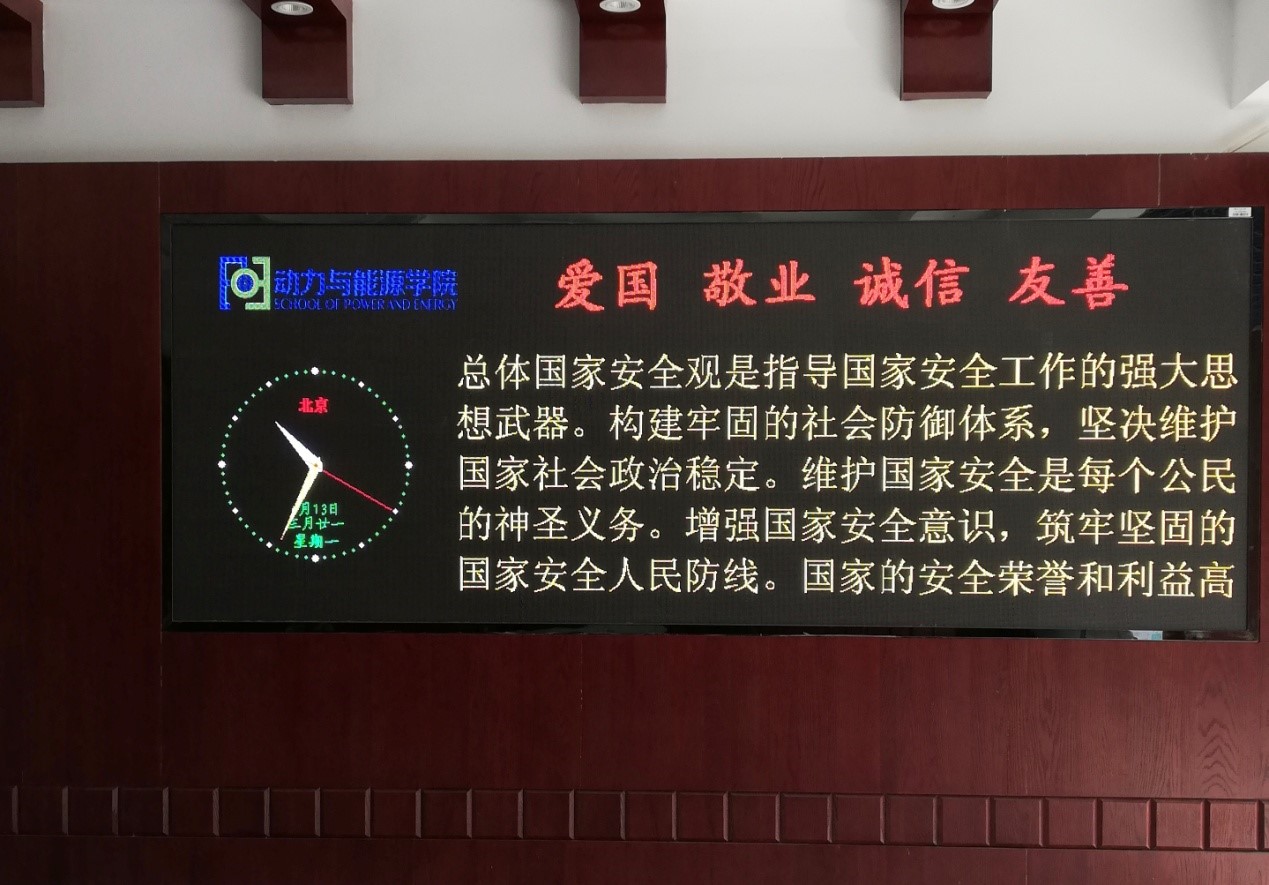 动力与能源学院
SCHOOL OF POWER AND ENERGY
爱国 敬业 诚信 友善
北京
月13日
三月廿一
星期一
总体国家安全观是指导国家安全工作的强大思
想武器。构建牢固的社会防御体系，坚决维护
国家社会政治稳定。维护国家安全是每个公民
的神圣义务。增强国家安全意识，筑牢坚固的
国家安全人民防线。国家的安全荣誉和利益高